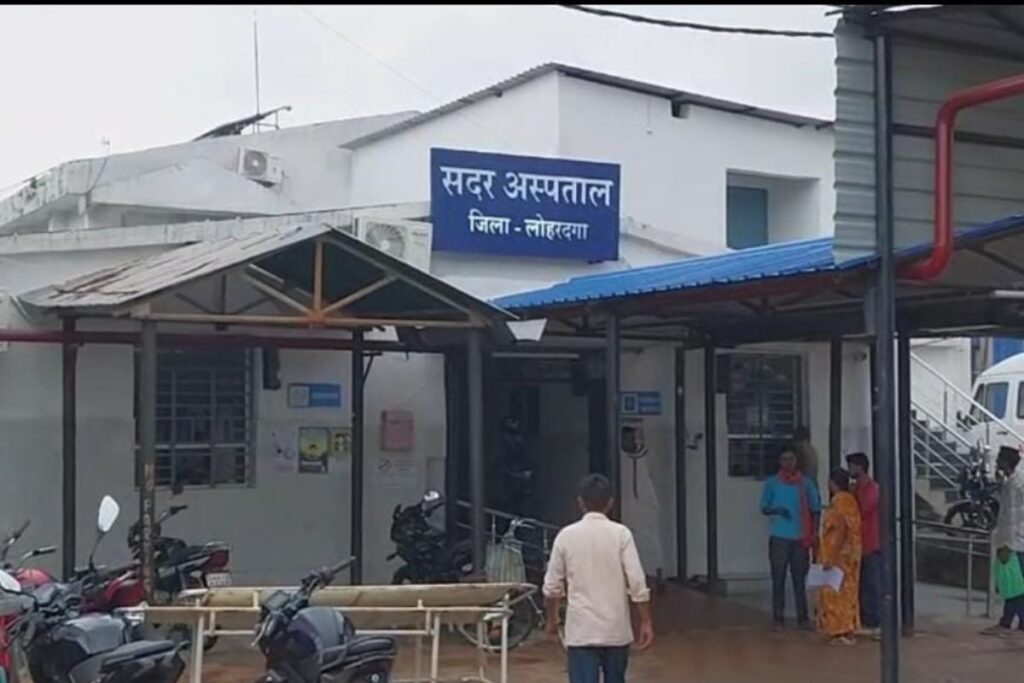 सदर अस्पताल
जिला - लोहरदगा